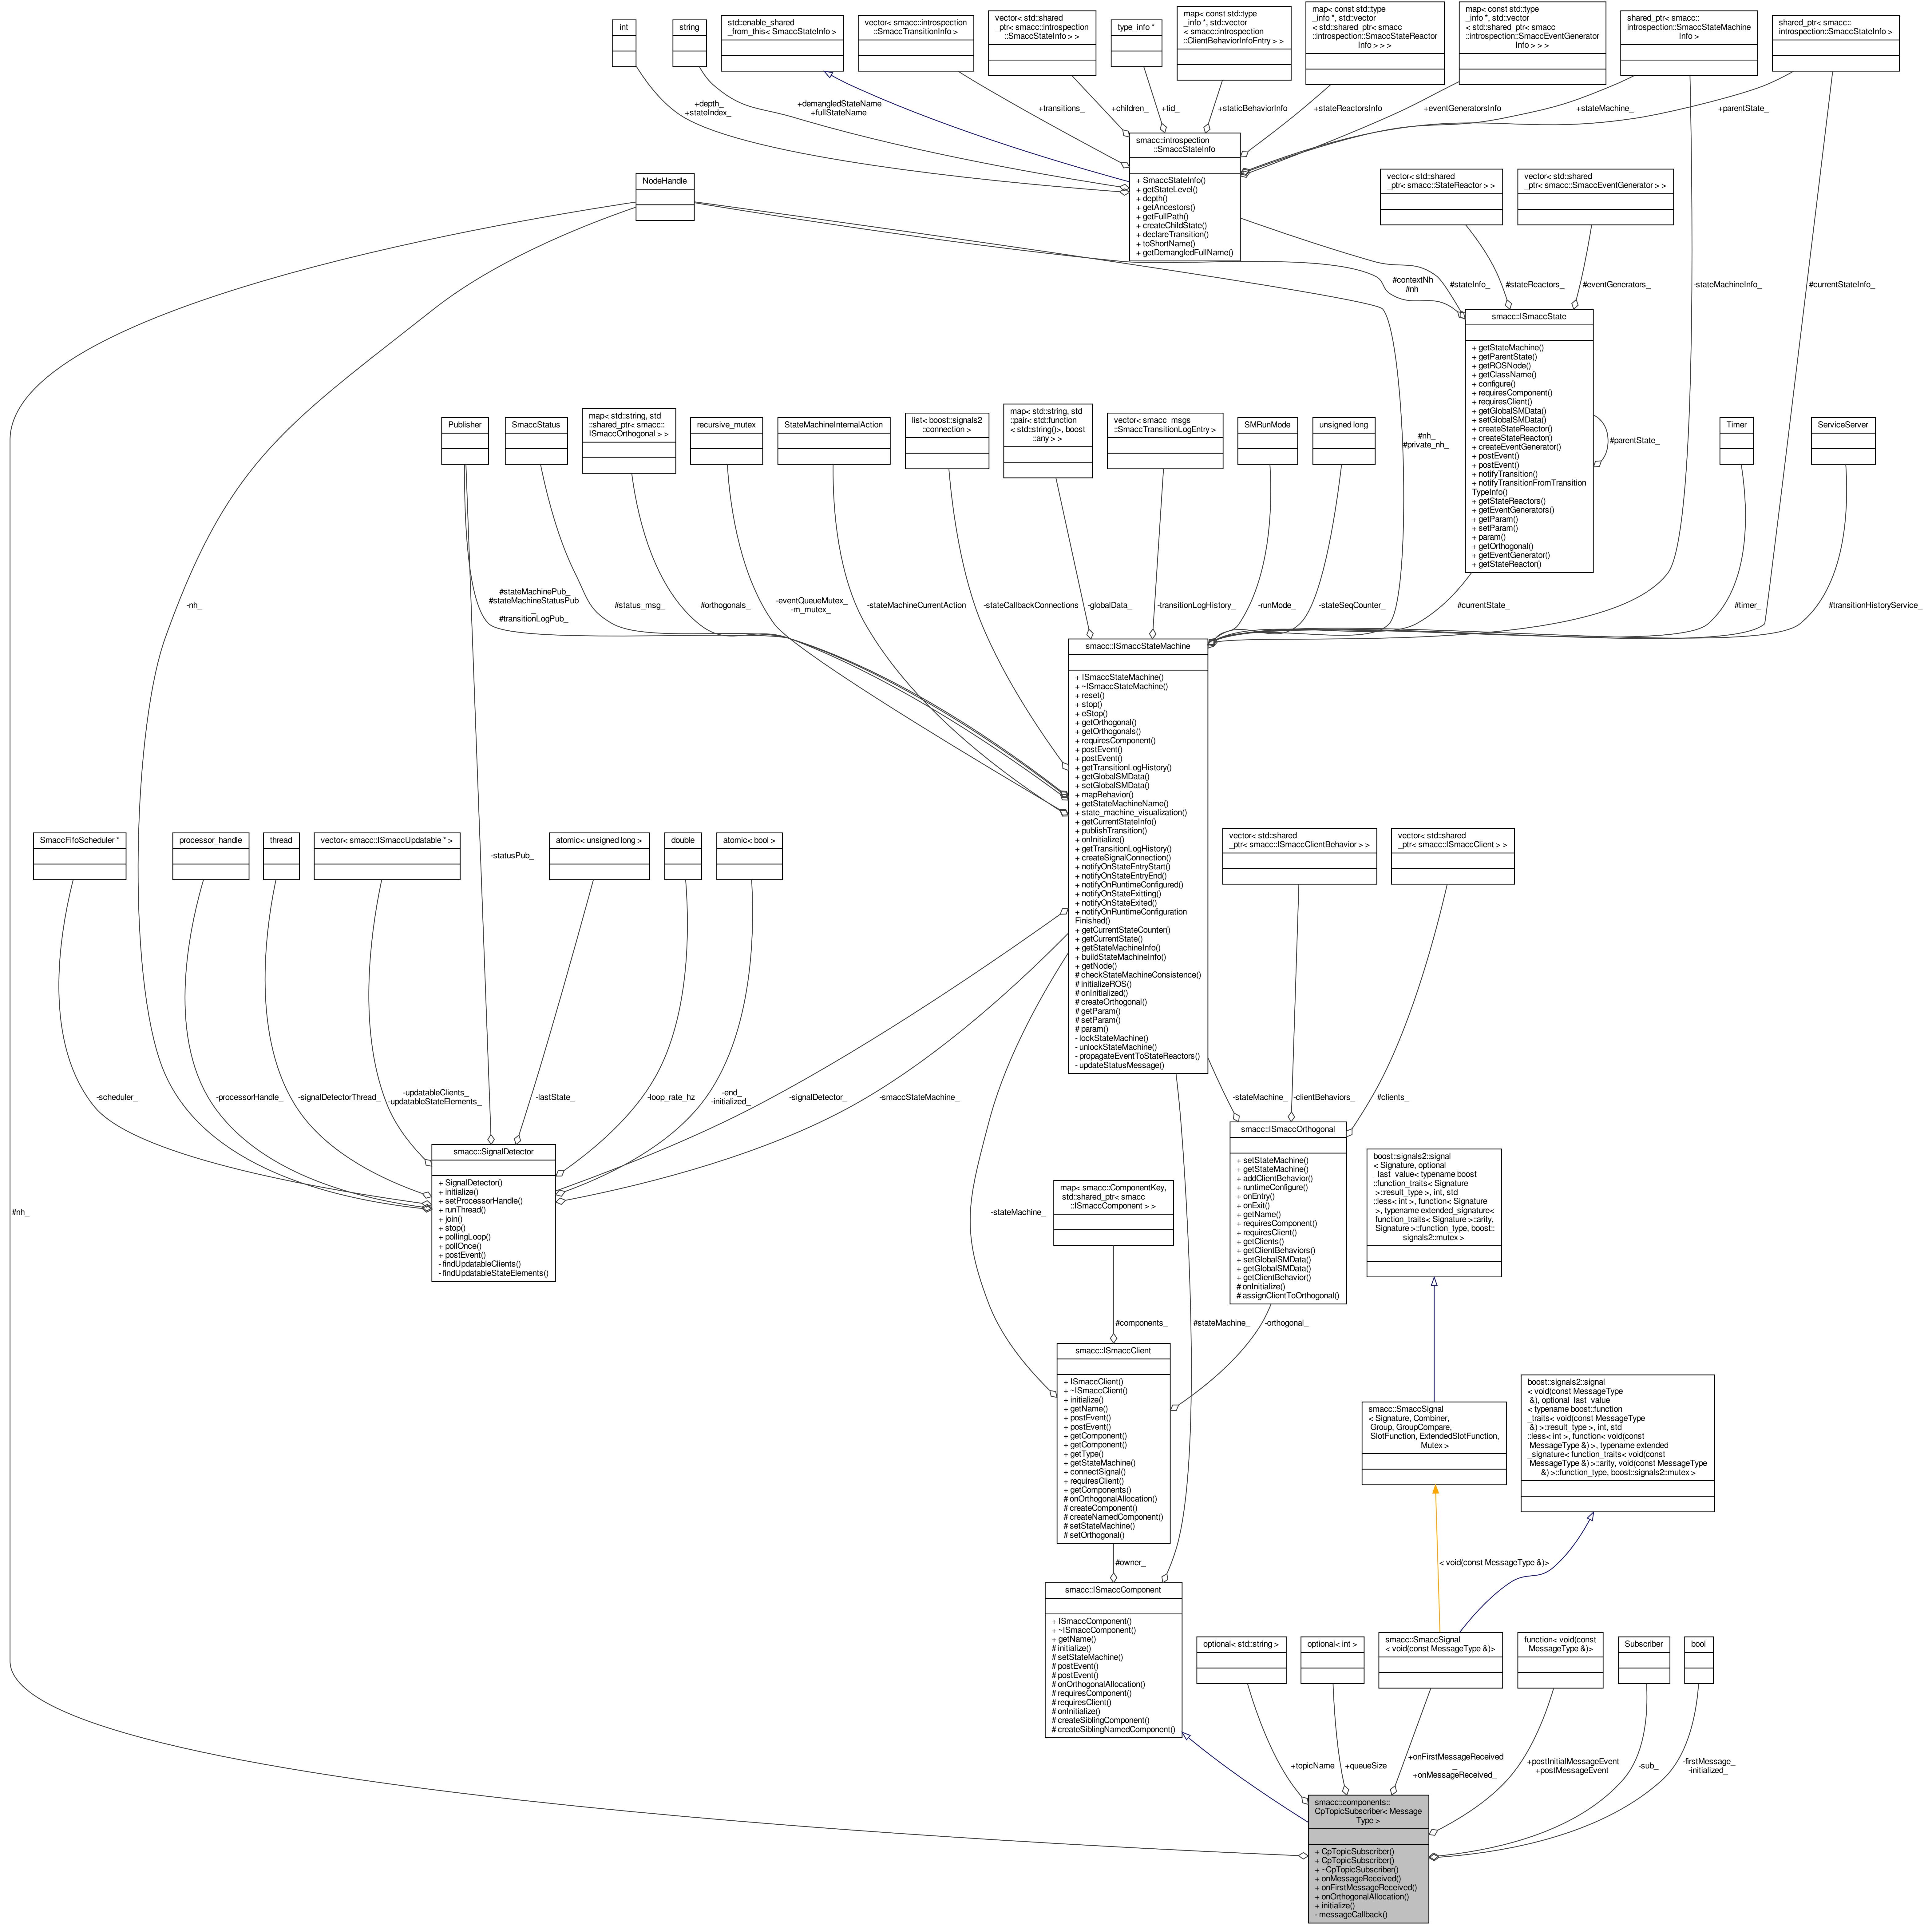 int
string
std::enable_shared
_from_this< SmaccStateInfo >
vector< smacc::introspection
::SmaccTransitionInfo >
vector< std::shared
_ptr< smacc::introspection
::SmaccStateInfo > >
type_info *
map< const std::type
_info *, std::vector
< smacc::introspection
::ClientBehaviorInfoEntry > >
map< const std::type
_info *, std::vector
< std::shared_ptr< smacc
::introspection::SmaccStateReactor
Info > > >
map< const std::type
_info *, std::vector
< std::shared_ptr< smacc
::introspection::SmaccEventGenerator
Info > > >
shared_ptr< smacc::
introspection::SmaccStateMachine
Info >
shared_ptr< smacc::
introspection::SmaccStateInfo >
+depth_
+stateIndex_
+demangledStateName
+fullStateName
+transitions_
+children_
+tid_
+staticBehaviorInfo
+stateReactorsInfo
+eventGeneratorsInfo
+stateMachine_
+parentState_
smacc::introspection
::SmaccStateInfo
+ SmaccStateInfo()
+ getStateLevel()
+ depth()
+ getAncestors()
+ getFullPath()
+ createChildState()
+ declareTransition()
+ toShortName()
+ getDemangledFullName()
NodeHandle
vector< std::shared
_ptr< smacc::StateReactor > >
vector< std::shared
_ptr< smacc::SmaccEventGenerator > >
#contextNh
#nh
#stateInfo_
#stateReactors_
#eventGenerators_
-stateMachineInfo_
#currentStateInfo_
smacc::ISmaccState
+ getStateMachine()
+ getParentState()
+ getROSNode()
+ getClassName()
+ configure()
+ requiresComponent()
+ requiresClient()
+ getGlobalSMData()
+ setGlobalSMData()
+ createStateReactor()
+ createStateReactor()
+ createEventGenerator()
+ postEvent()
+ postEvent()
+ notifyTransition()
+ notifyTransitionFromTransition
TypeInfo()
+ getStateReactors()
+ getEventGenerators()
+ getParam()
+ setParam()
+ param()
+ getOrthogonal()
+ getEventGenerator()
+ getStateReactor()
#parentState_
Publisher
SmaccStatus
map< std::string, std
::shared_ptr< smacc::
ISmaccOrthogonal > >
recursive_mutex
StateMachineInternalAction
list< boost::signals2
::connection >
map< std::string, std
::pair< std::function
< std::string()>, boost
::any > >
vector< smacc_msgs
::SmaccTransitionLogEntry >
SMRunMode
unsigned long
Timer
ServiceServer
#nh_
#private_nh_
-nh_
#stateMachinePub_
#stateMachineStatusPub
_
#transitionLogPub_
#status_msg_
#orthogonals_
-eventQueueMutex_
-m_mutex_
-stateMachineCurrentAction
-stateCallbackConnections
-globalData_
-transitionLogHistory_
-runMode_
-stateSeqCounter_
#currentState_
#timer_
#transitionHistoryService_
smacc::ISmaccStateMachine
+ ISmaccStateMachine()
+ ~ISmaccStateMachine()
+ reset()
+ stop()
+ eStop()
+ getOrthogonal()
+ getOrthogonals()
+ requiresComponent()
+ postEvent()
+ postEvent()
+ getTransitionLogHistory()
+ getGlobalSMData()
+ setGlobalSMData()
+ mapBehavior()
+ getStateMachineName()
+ state_machine_visualization()
+ getCurrentStateInfo()
+ publishTransition()
+ onInitialize()
+ getTransitionLogHistory()
+ createSignalConnection()
+ notifyOnStateEntryStart()
+ notifyOnStateEntryEnd()
+ notifyOnRuntimeConfigured()
+ notifyOnStateExitting()
+ notifyOnStateExited()
+ notifyOnRuntimeConfiguration
Finished()
+ getCurrentStateCounter()
+ getCurrentState()
+ getStateMachineInfo()
+ buildStateMachineInfo()
+ getNode()
# checkStateMachineConsistence()
# initializeROS()
# onInitialized()
# createOrthogonal()
# getParam()
# setParam()
# param()
- lockStateMachine()
- unlockStateMachine()
- propagateEventToStateReactors()
- updateStatusMessage()
SmaccFifoScheduler *
processor_handle
thread
vector< smacc::ISmaccUpdatable * >
-statusPub_
atomic< unsigned long >
double
atomic< bool >
vector< std::shared
_ptr< smacc::ISmaccClientBehavior > >
vector< std::shared
_ptr< smacc::ISmaccClient > >
-scheduler_
-processorHandle_
-signalDetectorThread_
-updatableClients_
-updatableStateElements_
-lastState_
-loop_rate_hz
-end_
-initialized_
-signalDetector_
-smaccStateMachine_
-stateMachine_
-clientBehaviors_
#clients_
smacc::SignalDetector
+ SignalDetector()
+ initialize()
+ setProcessorHandle()
+ runThread()
+ join()
+ stop()
+ pollingLoop()
+ pollOnce()
+ postEvent()
- findUpdatableClients()
- findUpdatableStateElements()
smacc::ISmaccOrthogonal
+ setStateMachine()
+ getStateMachine()
+ addClientBehavior()
+ runtimeConfigure()
+ onEntry()
+ onExit()
+ getName()
+ requiresComponent()
+ requiresClient()
+ getClients()
+ getClientBehaviors()
+ setGlobalSMData()
+ getGlobalSMData()
+ getClientBehavior()
# onInitialize()
# assignClientToOrthogonal()
boost::signals2::signal
< Signature, optional
_last_value< typename boost
::function_traits< Signature
>::result_type >, int, std
::less< int >, function< Signature
>, typename extended_signature<
function_traits< Signature >::arity,
Signature >::function_type, boost::
signals2::mutex >
map< smacc::ComponentKey,
std::shared_ptr< smacc
::ISmaccComponent > >
#nh_
-stateMachine_
#components_
#stateMachine_
-orthogonal_
smacc::ISmaccClient
+ ISmaccClient()
+ ~ISmaccClient()
+ initialize()
+ getName()
+ postEvent()
+ postEvent()
+ getComponent()
+ getComponent()
+ getType()
+ getStateMachine()
+ connectSignal()
+ requiresClient()
+ getComponents()
# onOrthogonalAllocation()
# createComponent()
# createNamedComponent()
# setStateMachine()
# setOrthogonal()
smacc::SmaccSignal
< Signature, Combiner,
Group, GroupCompare,
SlotFunction, ExtendedSlotFunction,
Mutex >
boost::signals2::signal
< void(const MessageType
&), optional_last_value
< typename boost::function
_traits< void(const MessageType
&) >::result_type >, int, std
::less< int >, function< void(const
MessageType &) >, typename extended
_signature< function_traits< void(const
MessageType &) >::arity, void(const MessageType
&) >::function_type, boost::signals2::mutex >
#owner_
< void(const MessageType &)>
smacc::ISmaccComponent
+ ISmaccComponent()
+ ~ISmaccComponent()
+ getName()
# initialize()
# setStateMachine()
# postEvent()
# postEvent()
# onOrthogonalAllocation()
# requiresComponent()
# requiresClient()
# onInitialize()
# createSiblingComponent()
# createSiblingNamedComponent()
optional< std::string >
optional< int >
smacc::SmaccSignal
< void(const MessageType &)>
function< void(const
MessageType &)>
Subscriber
bool
+topicName
+queueSize
+onFirstMessageReceived
_
+onMessageReceived_
+postInitialMessageEvent
+postMessageEvent
-sub_
-firstMessage_
-initialized_
smacc::components::
CpTopicSubscriber< Message
Type >
+ CpTopicSubscriber()
+ CpTopicSubscriber()
+ ~CpTopicSubscriber()
+ onMessageReceived()
+ onFirstMessageReceived()
+ onOrthogonalAllocation()
+ initialize()
- messageCallback()